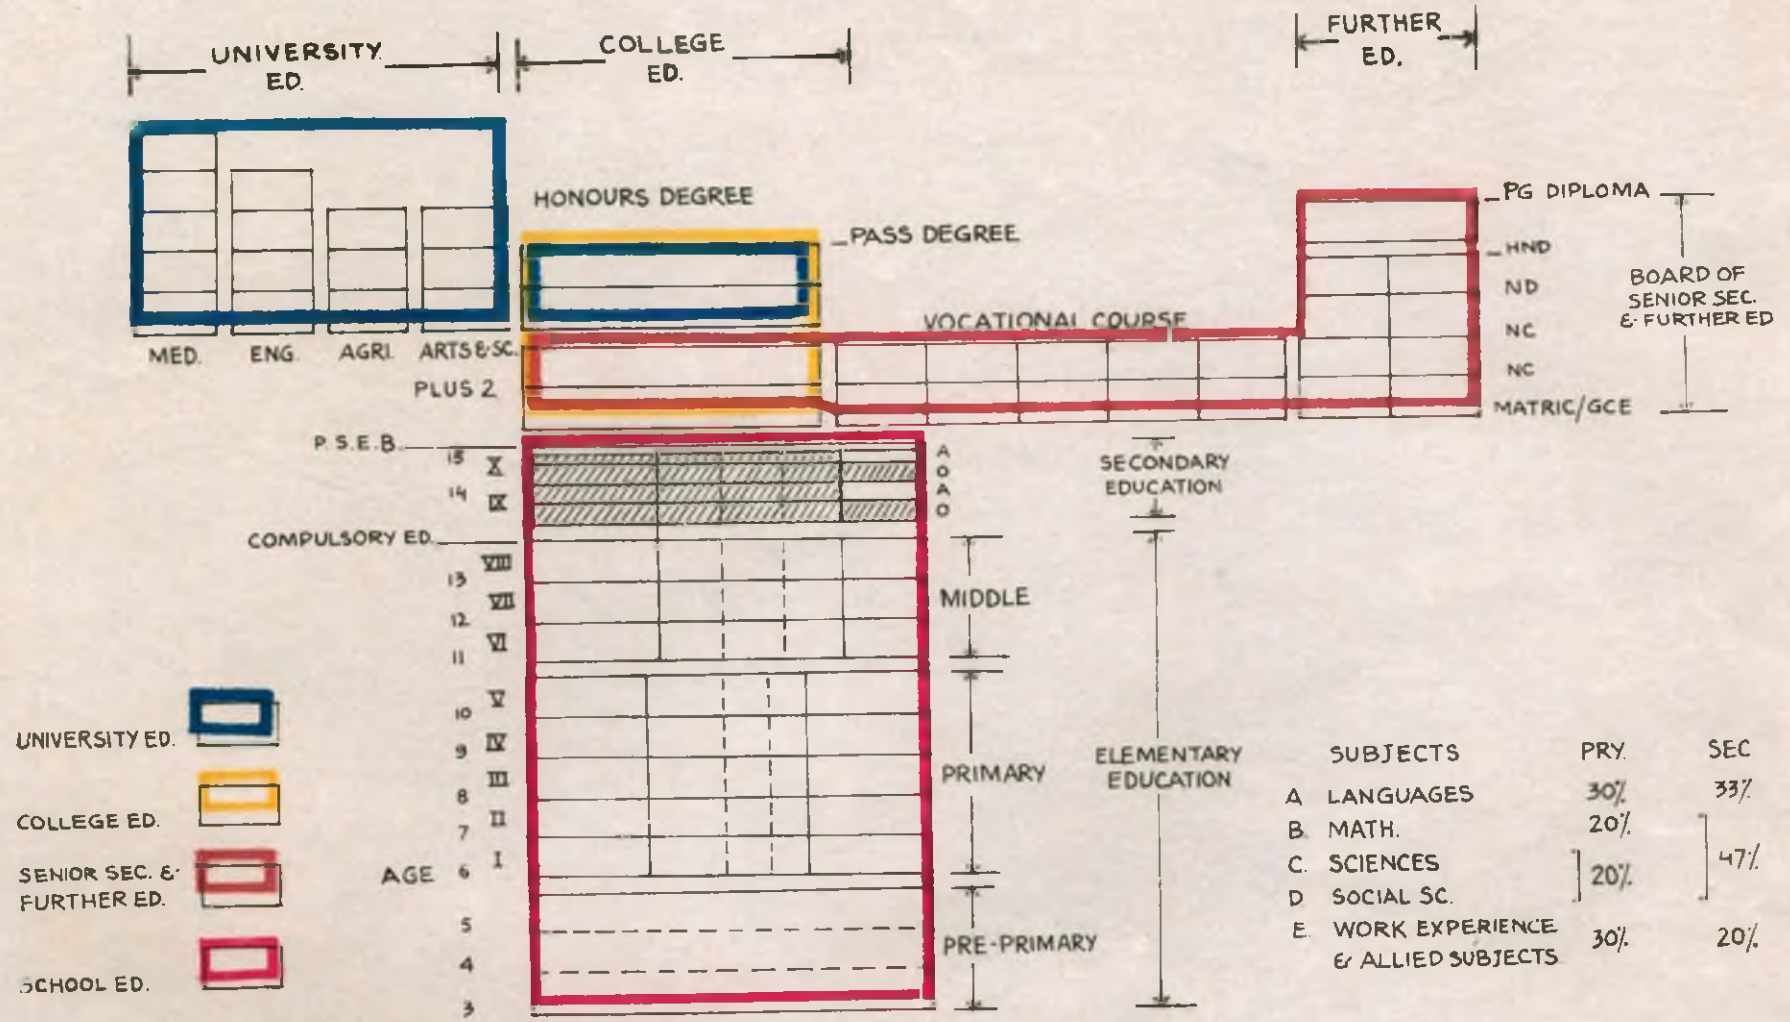 UNIVERSITY
ED.
COLLEGE
ED.
FURTHER
ED.
HONOURS DEGREE
PASS DEGREE
VOCATIONAL COURSE
MED.
ENG.
AGRI.
ARTS & SC.
PLUS 2
PG DIPLOMA
HND
ND
NC
NC
MATRIC/GCE
BOARD OF
SENIOR SEC.
& FURTHER ED
P.S.E.B.
15
X
14
IX
A
O
A
O
SECONDARY
EDUCATION
COMPULSORY ED.
VIII
13
VII
12
VI
11
MIDDLE
V
10
IV
9
III
8
II
7
I
AGE 6
PRIMARY
ELEMENTARY
EDUCATION
5
4
3
PRE-PRIMARY
UNIVERSITY ED.
COLLEGE ED.
SENIOR SEC. &
FURTHER ED.
SCHOOL ED.
SUBJECTS PRY. SEC
A LANGUAGES 30% 33%
B. MATH. 20%
C. SCIENCES
D SOCIAL SC.
20%
47%
E. WORK EXPERIENCE
& ALLIED SUBJECTS
30% 20%